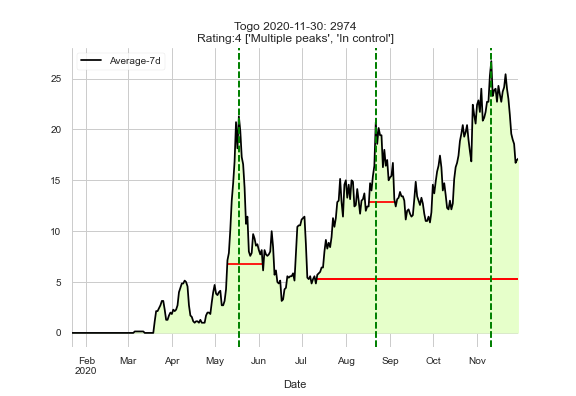 Togo 2020-11-30: 2974
Rating:4 ['Multiple peaks', 'In control']
Average-7d
25
20
15
10
5
0
Feb Mar Apr May Jun Jul Aug Sep Oct Nov
2020
Date